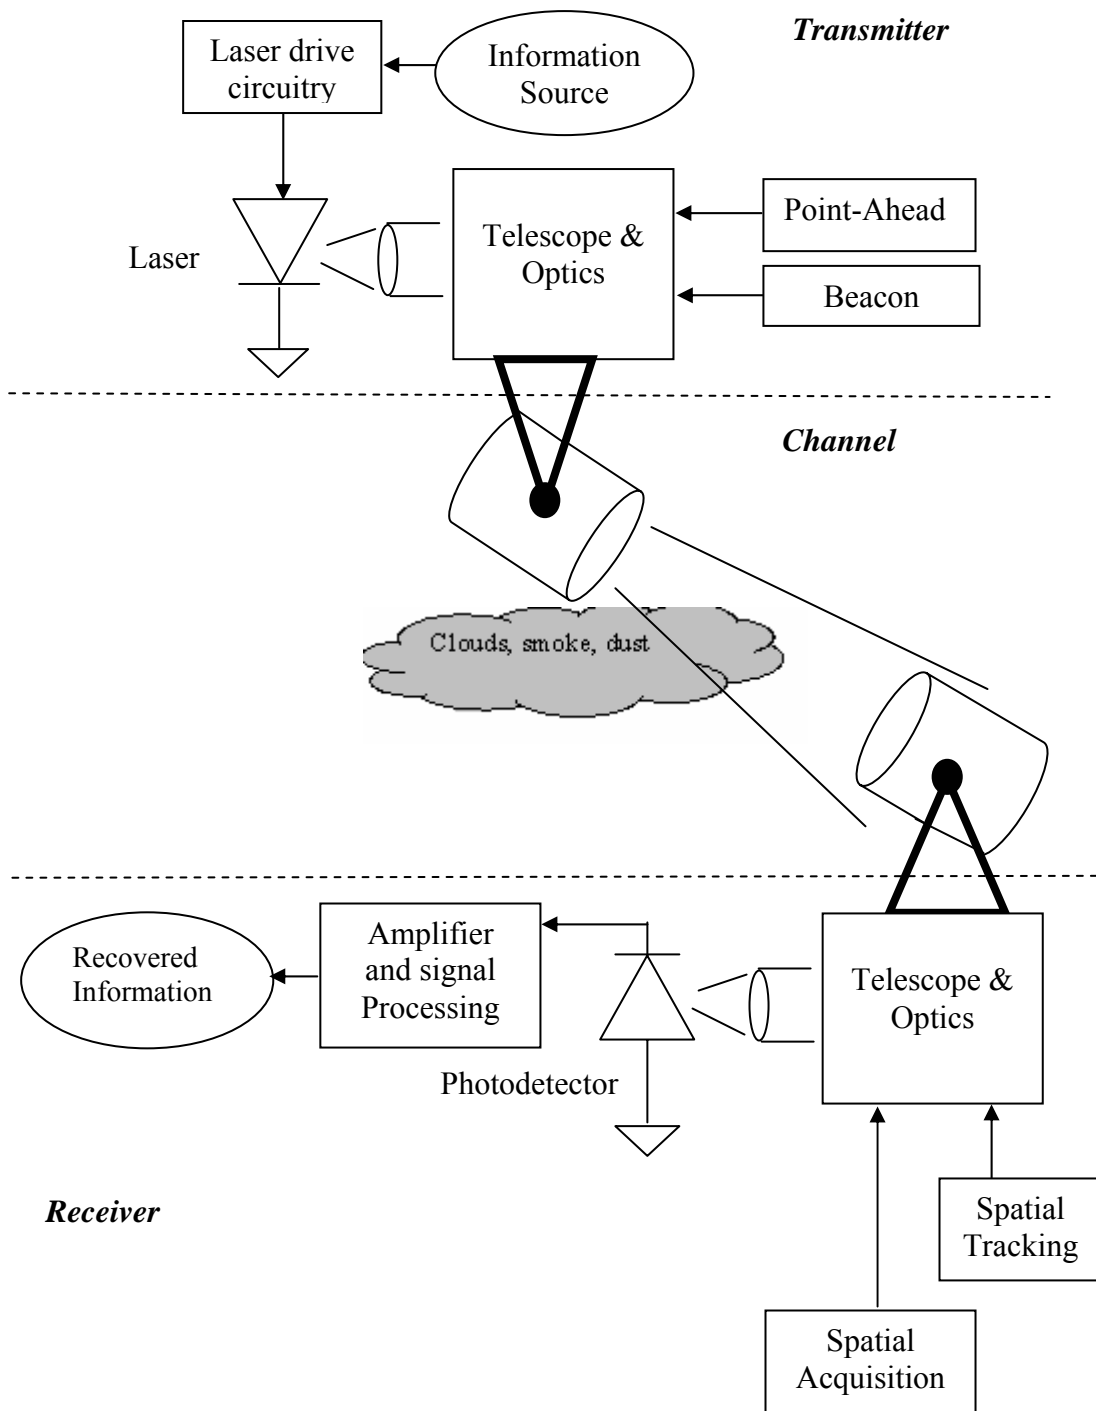 Transmitter
Laser drive
circuitry
Information
Source
Laser
Telescope &
Optics
Point-Ahead
Beacon
Channel
Clouds, smoke, dust
Recovered
Information
Amplifier
and signal
Processing
Photodetector
Telescope &
Optics
Receiver
Spatial
Tracking
Spatial
Acquisition